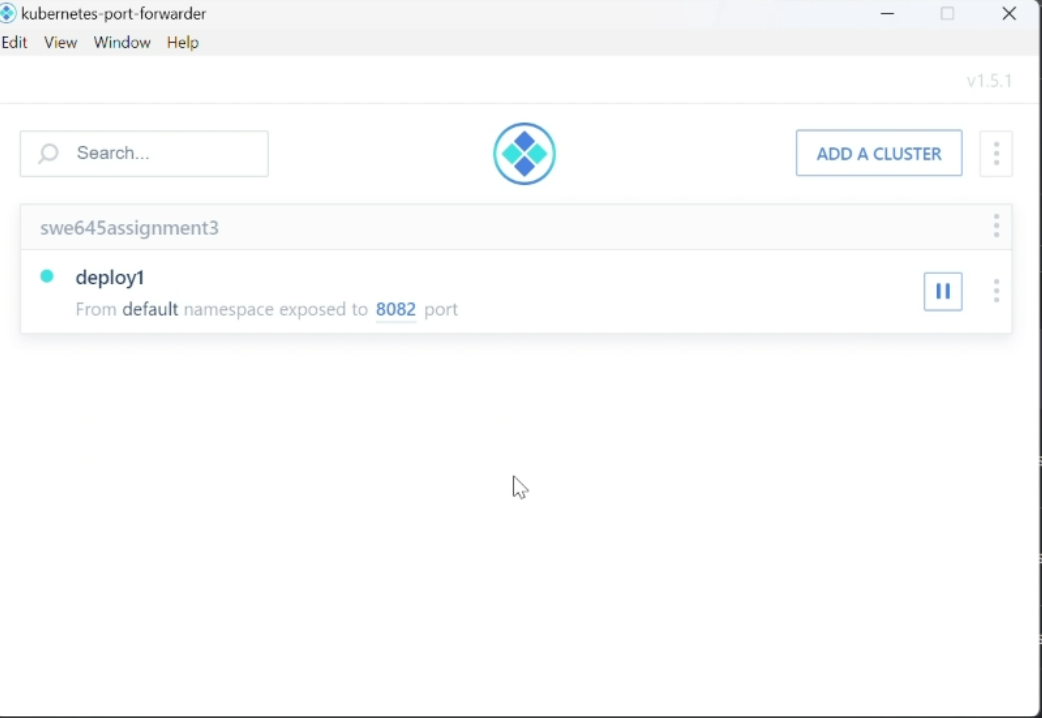 kubernetes-port-forwarder
Edit View Window Help
v1.5.1
Search...
ADD A CLUSTER
swe645assignment3
deploy1
From default namespace exposed to 8082 port